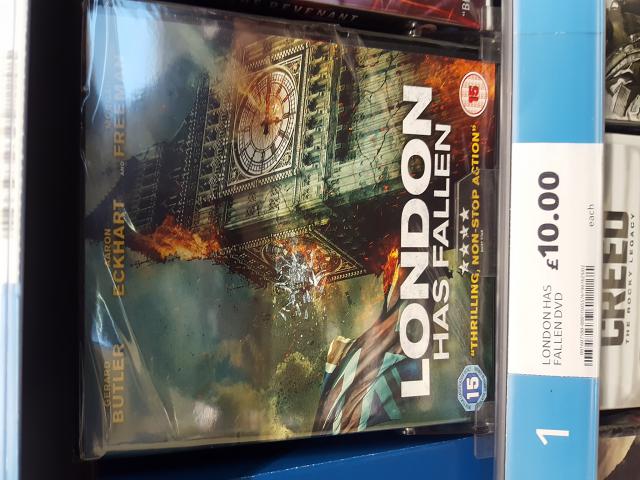 THE REVENANT
GERARD
BUTLER
AARON
ECKHART
AND
FREEMAN
15
LONDON
HAS FALLEN
★★★★
"THRILLING, NON-STOP ACTION"
15
1
LONDON HAS
FALLEN DVD
£10.00
each
CREED
THE ROCKY LEGACY